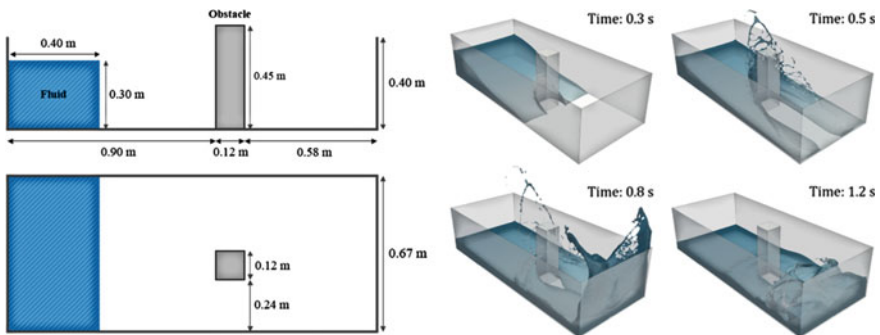 Obstacle
0.40 m
Fluid
0.30 m
0.45 m
0.40 m
0.90 m
0.12 m
0.58 m
0.12 m
0.24 m
0.67 m
Time: 0.3 s
Time: 0.5 s
Time: 0.8 s
Time: 1.2 s